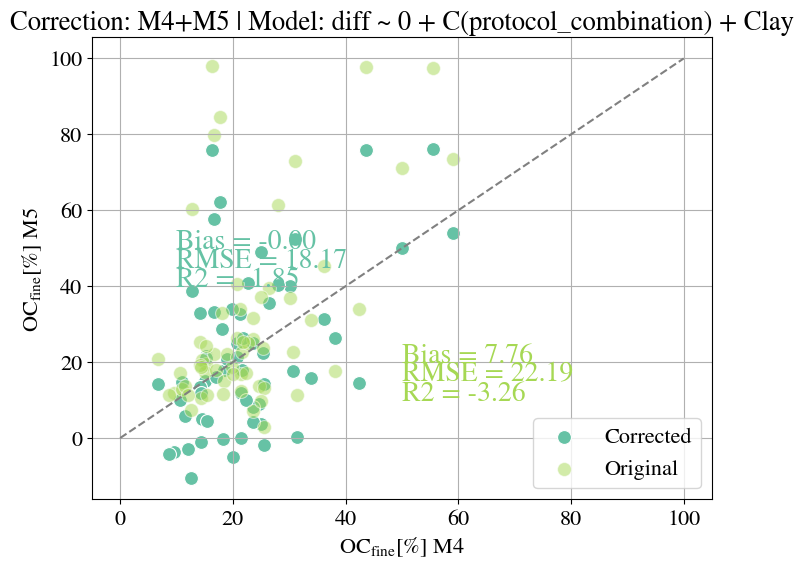 Correction: M4+M5 | Model: diff ~ 0 + C(protocol_combination) + Clay
100
80
60
40
20
0
OC_fine[%] M5
Bias = -0.00
RMSE = 18.17
R2 = -1.85
Bias = 7.76
RMSE = 22.19
R2 = -3.26
Corrected
Original
0 20 40 60 80 100
OC_fine[%] M4